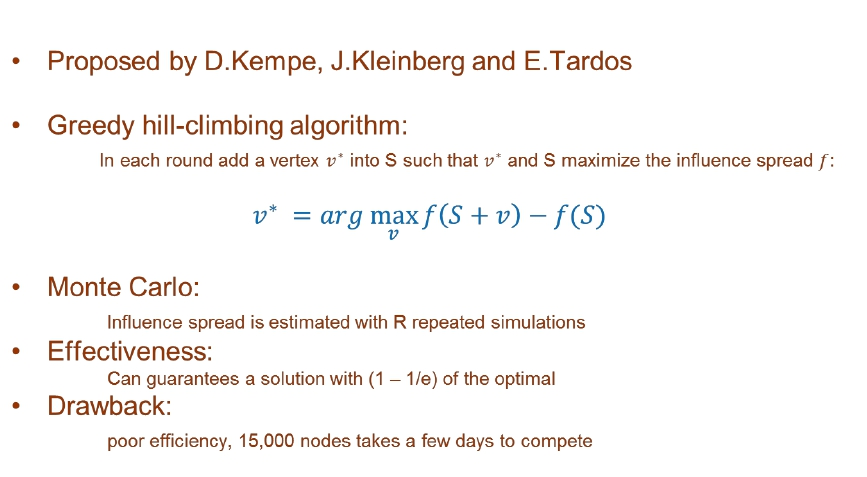 • Proposed by D.Kempe, J.Kleinberg and E.Tardos
• Greedy hill-climbing algorithm:
In each round add a vertex 𝑣* into S such that 𝑣* and S maximize the influence spread 𝑓:
𝑣* = 𝑎𝑟𝑔 max 𝑓(𝑆 + 𝑣) − 𝑓(𝑆)
𝑣
• Monte Carlo:
Influence spread is estimated with R repeated simulations
• Effectiveness:
Can guarantees a solution with (1 – 1/e) of the optimal
• Drawback:
poor efficiency, 15,000 nodes takes a few days to compete